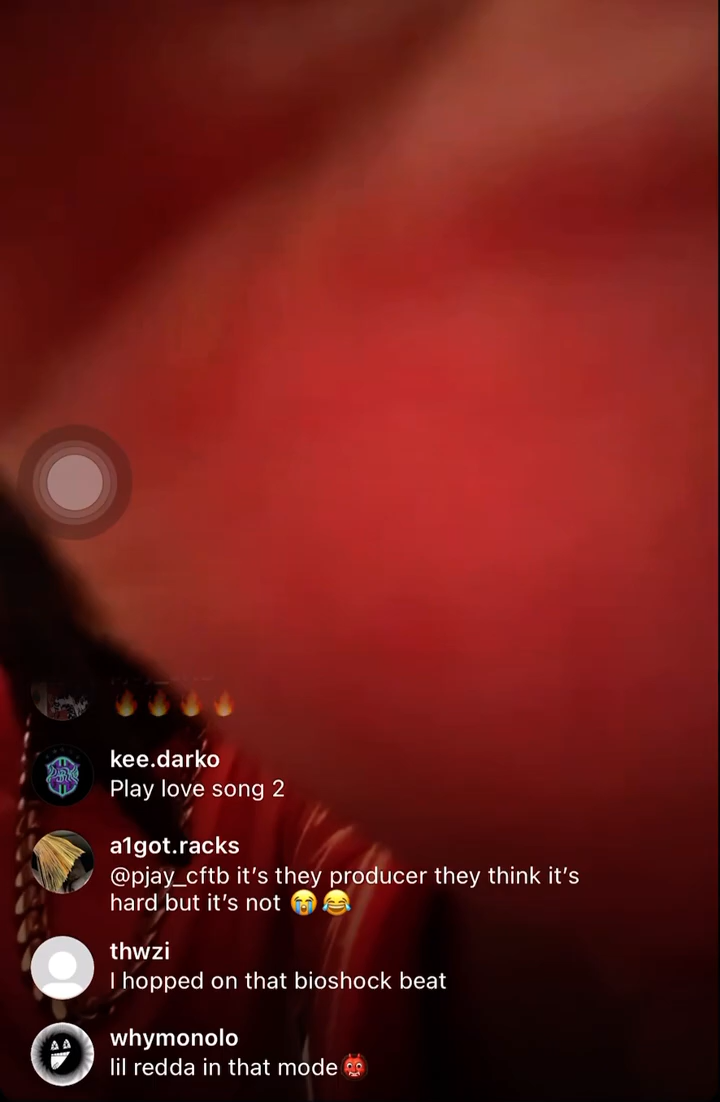 🔥🔥🔥🔥
kee.darko
Play love song 2
a1got.racks
@pjay_cftb it’s they producer they think it’s
hard but it’s not 😭😂
thwzi
I hopped on that bioshock beat
whymonolo
lil redda in that mode👹